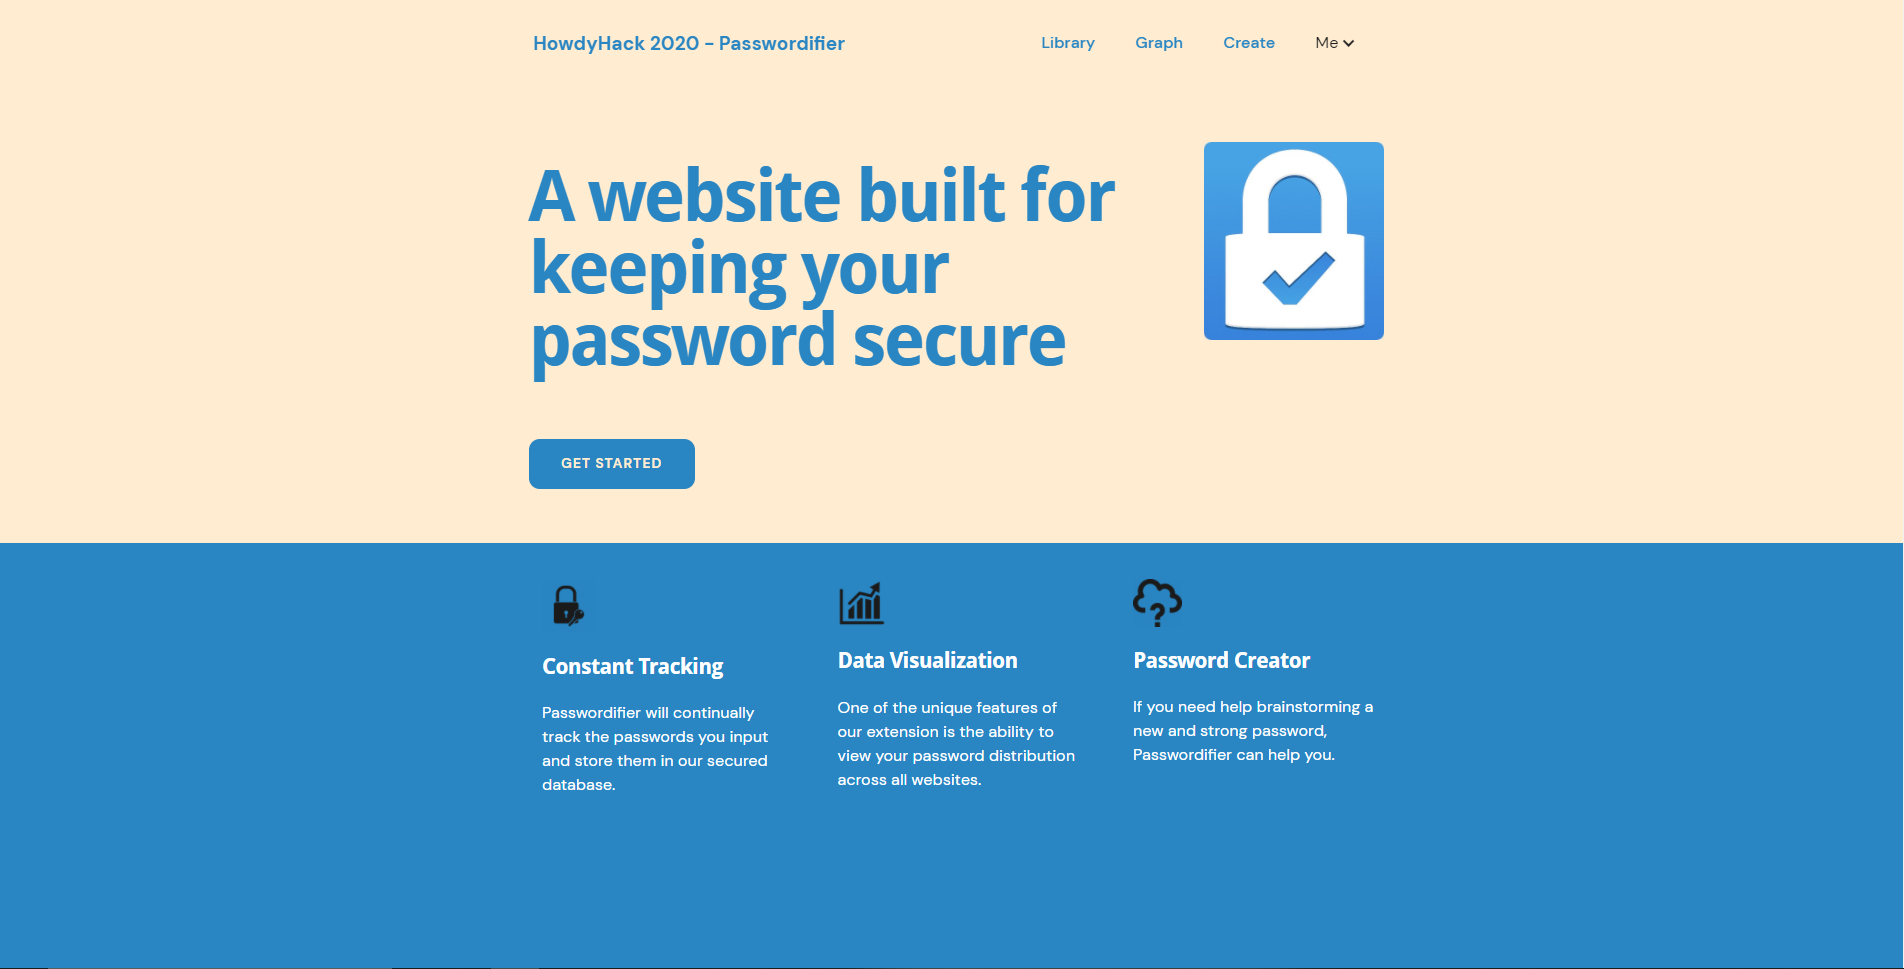 HowdyHack 2020 - Passwordifier
Library
Graph
Create
Me
A website built for
keeping your
password secure
GET STARTED
Constant Tracking
Passwordifier will continually
track the passwords you input
and store them in our secured
database.
Data Visualization
One of the unique features of
our extension is the ability to
view your password distribution
across all websites.
Password Creator
If you need help brainstorming a
new and strong password,
Passwordifier can help you.